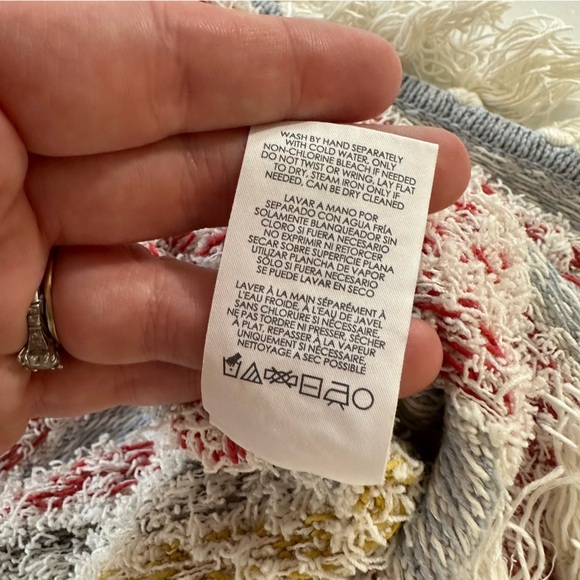 WASH BY HAND SEPARATELY
WITH COLD WATER, ONLY
NON-CHLORINE BLEACH IF NEEDED
DO NOT TWIST OR WRING, LAY FLAT
TO DRY, STEAM IRON ONLY IF
NEEDED, CAN BE DRY CLEANED
LAVAR A MANO POR
SEPARADO CON AGUA FRÍA
SOLAMENTE BLANQUEADOR SIN
CLORO SI FUERA NECESARIO
NO EXPRIMIR NI RETORCER
SECAR SOBRE SUPERFICIE PLANA
UTILIZAR PLANCHA DE VAPOR
SÓLO SI FUERA NECESARIO
SE PUEDE LAVAR EN SECO
LAVER À LA MAIN SÉPARÉMENT À
L'EAU FROIDE, À L'EAU DE JAVEL
SANS CHLORURE SI NÉCESSAIRE,
NE PAS TORDRE NI PRESSER, SÉCHER
À PLAT, REPASSER À LA VAPEUR
UNIQUEMENT SI NÉCESSAIRE,
NETTOYAGE A SEC POSSIBLE